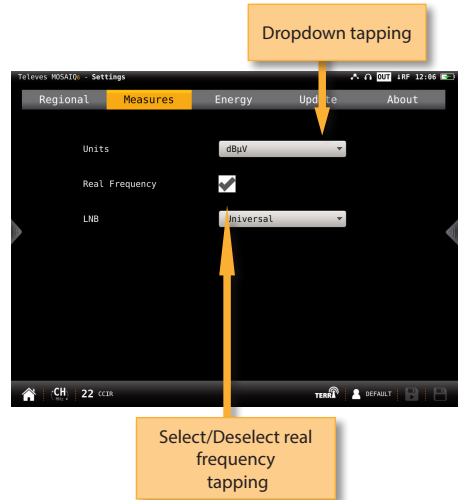 Dropdown tapping
Televes MOSAIQ6 - Settings OUT ↓RF 12:06
Regional Measures Energy Update About
Units dBµV
Real Frequency
LNB Universal
CH 22 CCIR TERR DEFAULT
Select/Deselect real
frequency
tapping